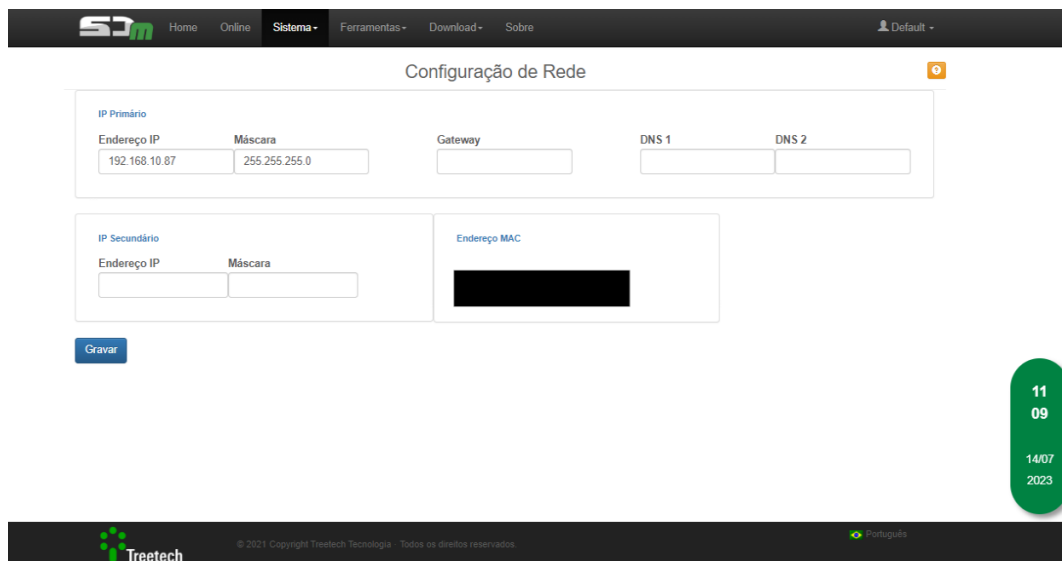 SDm Home Online Sistema Ferramentas Download Sobre Default
Configuração de Rede
IP Primário
Endereço IP Máscara Gateway DNS 1 DNS 2
192.168.10.87 255.255.255.0
IP Secundário Endereço MAC
Endereço IP Máscara
Gravar
11
09
14/07
2023
Treetech © 2021 Copyright Treetech Tecnologia - Todos os direitos reservados. Português